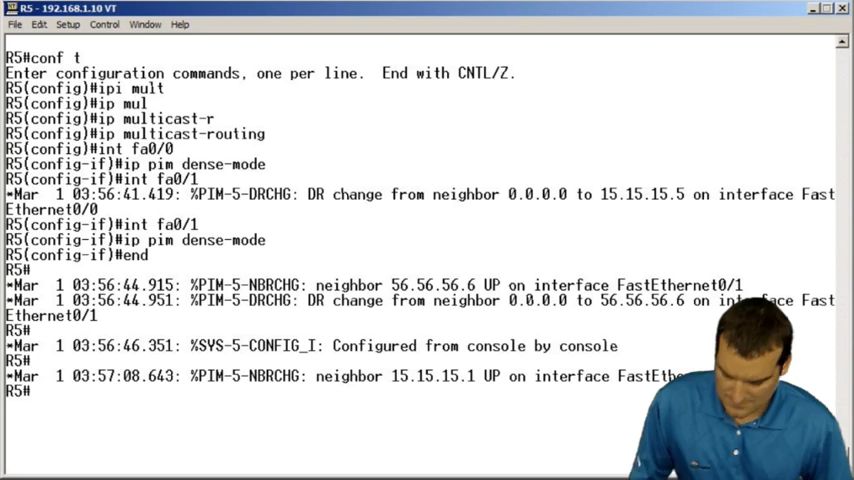 R5 - 192.168.1.10 VT
File Edit Setup Control Window Help
R5#conf t
Enter configuration commands, one per line.  End with CNTL/Z.
R5(config)#ipi mult
R5(config)#ip mul
R5(config)#ip multicast-r
R5(config)#ip multicast-routing
R5(config)#int fa0/0
R5(config-if)#ip pim dense-mode
R5(config-if)#int fa0/1
*Mar  1 03:56:41.419: %PIM-5-DRCHG: DR change from neighbor 0.0.0.0 to 15.15.15.5 on interface Fast
Ethernet0/0
R5(config-if)#int fa0/1
R5(config-if)#ip pim dense-mode
R5(config-if)#end
R5#
*Mar  1 03:56:44.915: %PIM-5-NBRCHG: neighbor 56.56.56.6 UP on interface FastEthernet0/1
*Mar  1 03:56:44.951: %PIM-5-DRCHG: DR change from neighbor 0.0.0.0 to 56.56.56.6 on interface Fast
Ethernet0/1
R5#
*Mar  1 03:56:46.351: %SYS-5-CONFIG_I: Configured from console by console
R5#
*Mar  1 03:57:08.643: %PIM-5-NBRCHG: neighbor 15.15.15.1 UP on interface
R5#